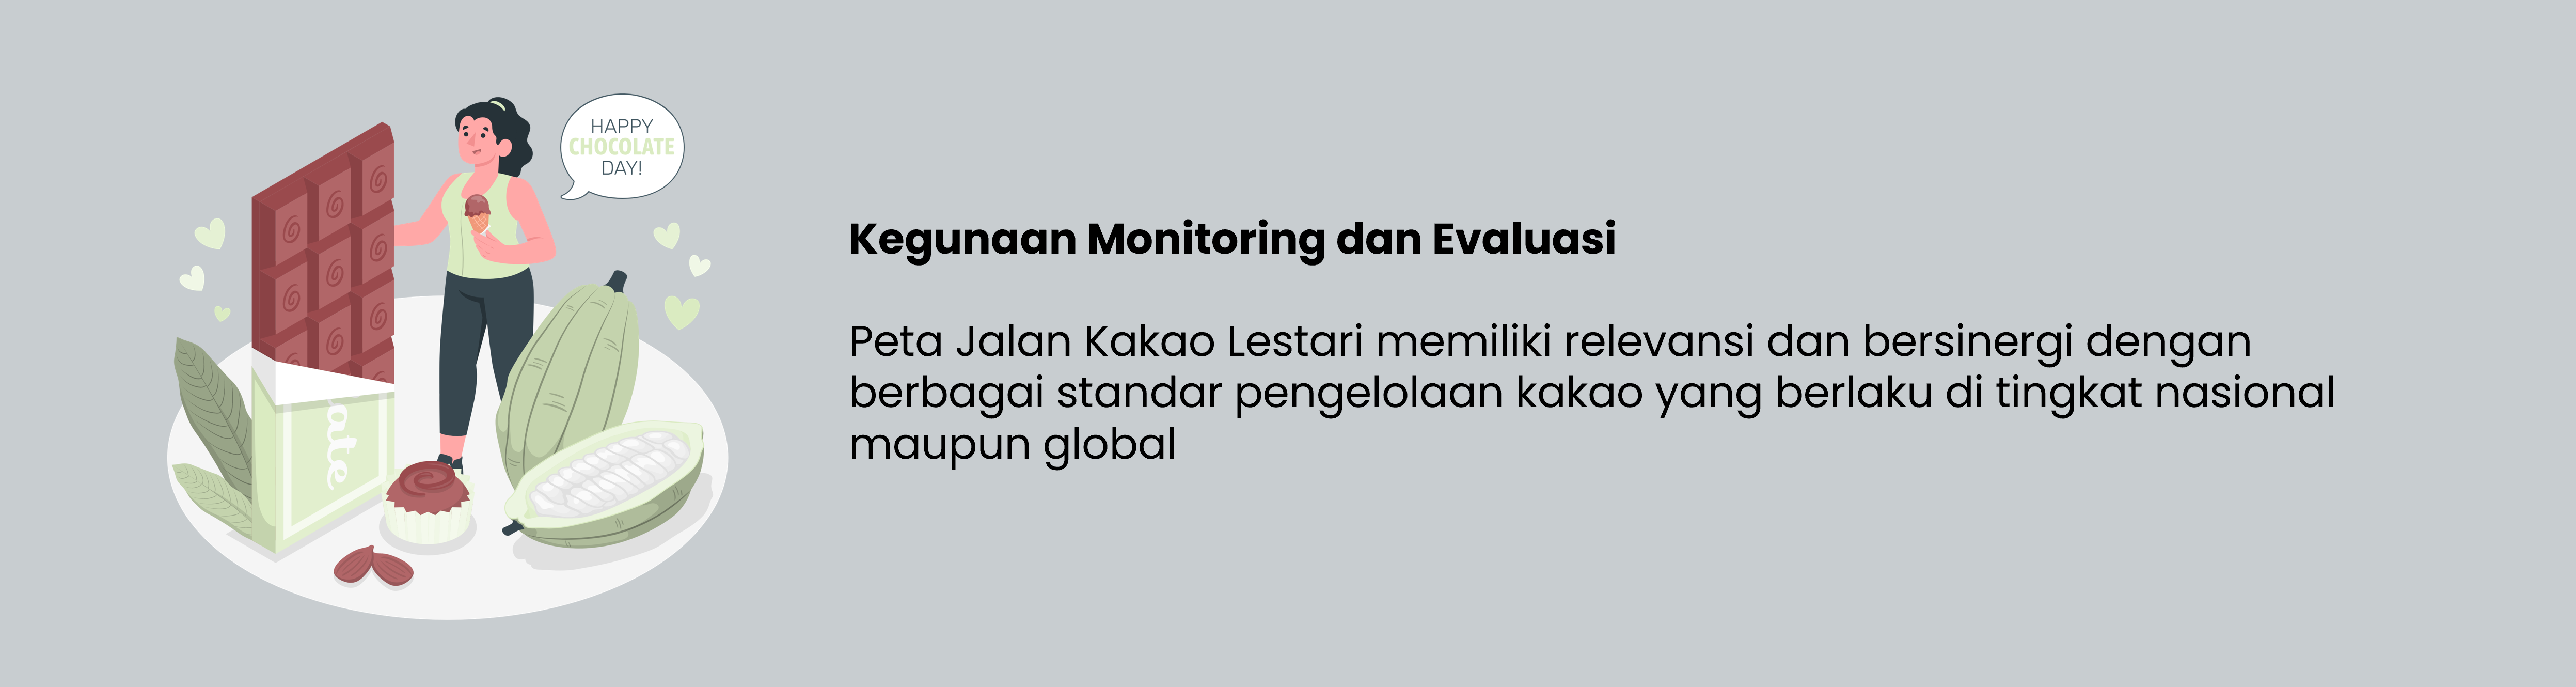 HAPPY
CHOCOLATE
DAY!
Kegunaan Monitoring dan Evaluasi
Peta Jalan Kakao Lestari memiliki relevansi dan bersinergi dengan
berbagai standar pengelolaan kakao yang berlaku di tingkat nasional
maupun global
olate